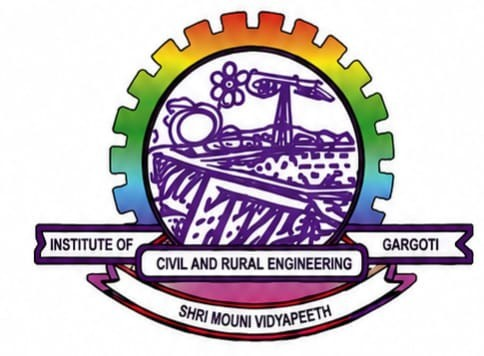 INSTITUTE OF
CIVIL AND RURAL ENGINEERING
GARGOTI
SHRI MOUNI VIDYAPEETH